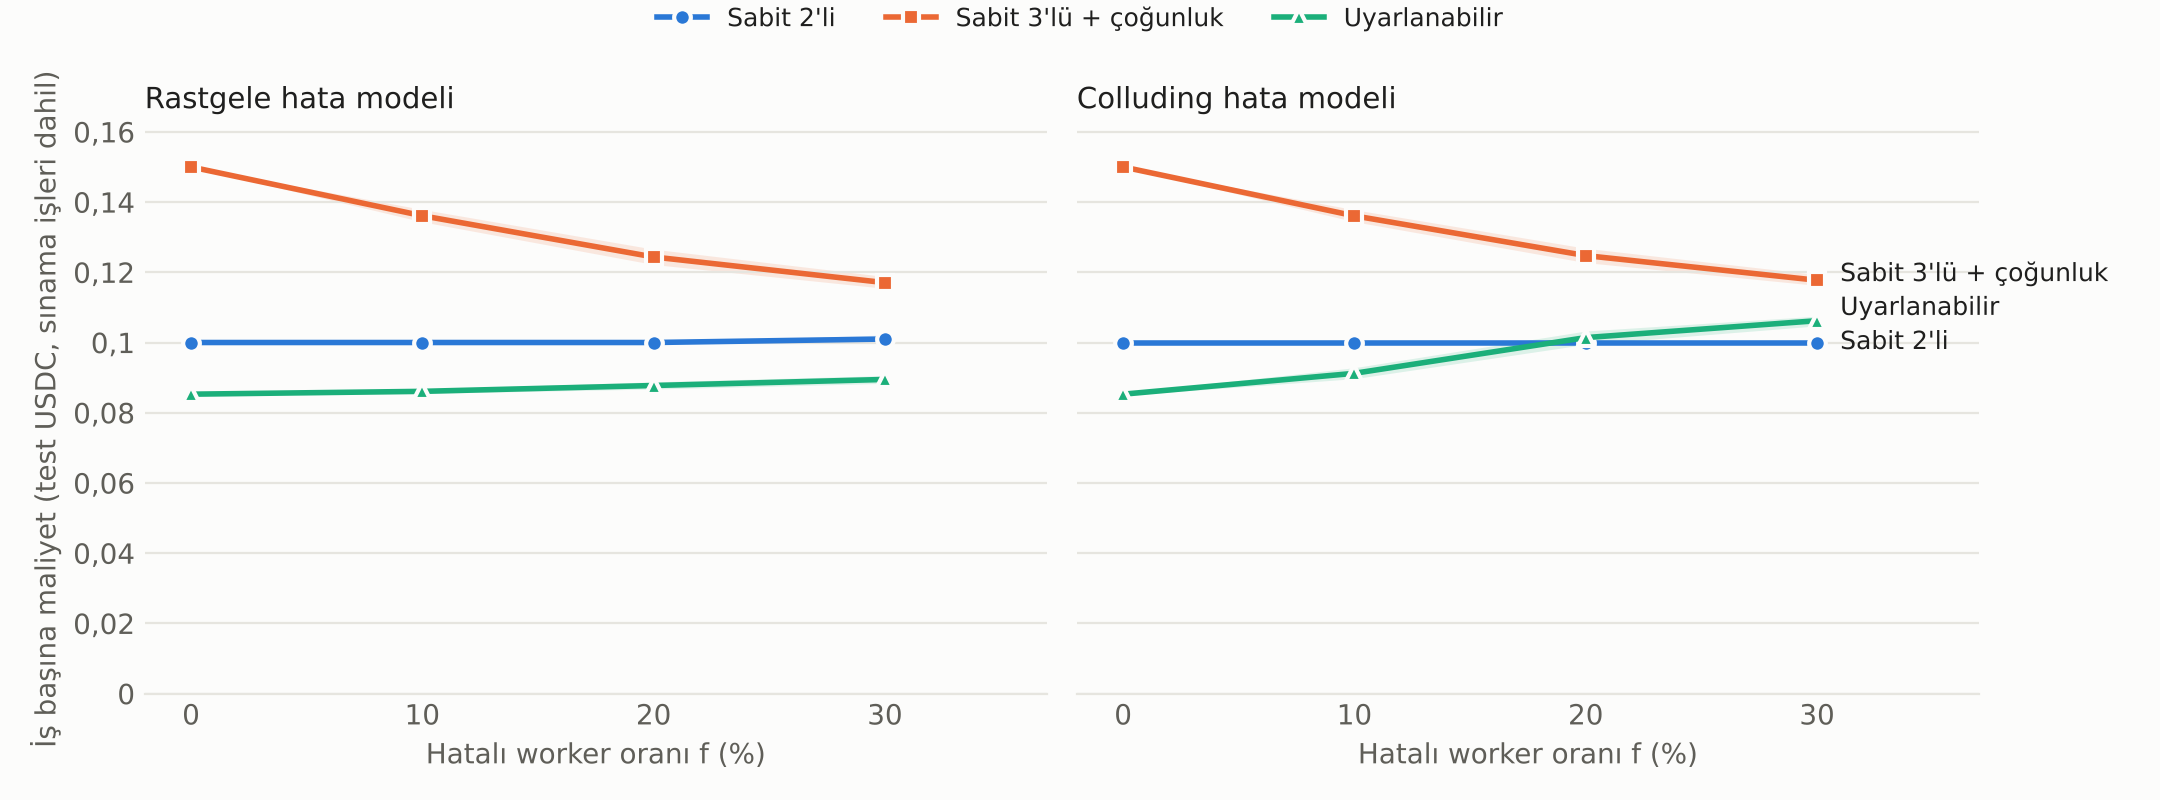 Sabit 2'li
Sabit 3'lü + çoğunluk
Uyarlanabilir
İş başına maliyet (test USDC, sınama işleri dahil)
Rastgele hata modeli
0,16
0,14
0,12
0,1
0,08
0,06
0,04
0,02
0
0
10
20
30
Hatalı worker oranı f (%)
Colluding hata modeli
Sabit 3'lü + çoğunluk
Uyarlanabilir
Sabit 2'li
0
10
20
30
Hatalı worker oranı f (%)